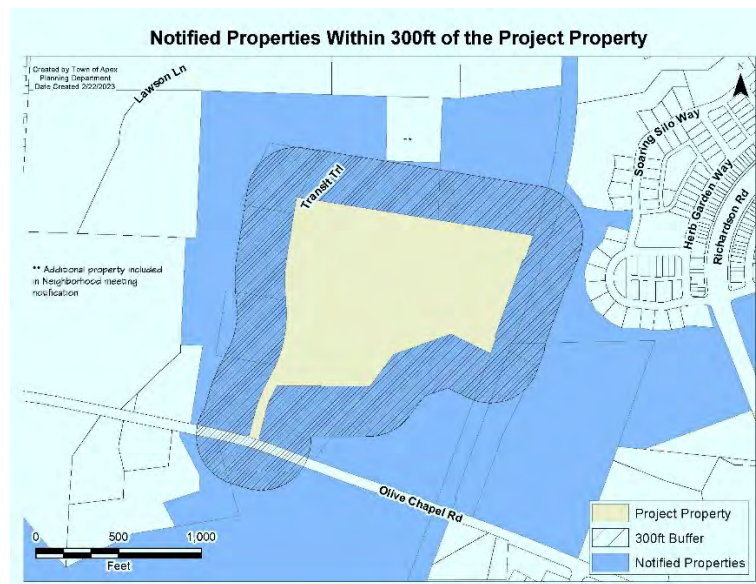 Notified Properties Within 300ft of the Project Property
Created by Town of Apex
Planning Department
Date Created 2/22/2023
Lawson Ln
**
Transit Trl
Soaring Silo Way
Herb Garden Way
Richardson Rd
** Additional property included
in Neighborhood meeting
notification
Olive Chapel Rd
0 500 1,000
Feet
Project Property
300ft Buffer
Notified Properties